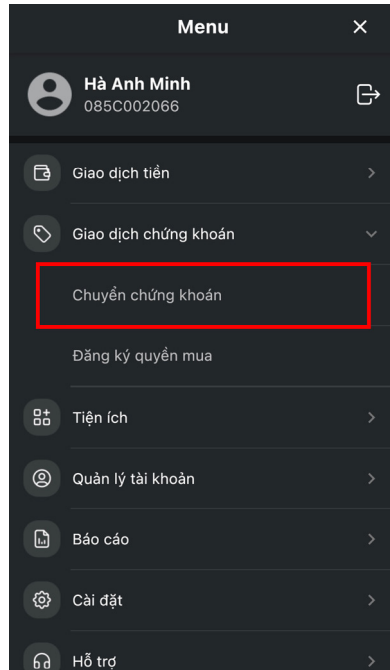 Menu
Hà Anh Minh
085C002066
Giao dịch tiền
Giao dịch chứng khoán
Chuyển chứng khoán
Đăng ký quyền mua
Tiện ích
Quản lý tài khoản
Báo cáo
Cài đặt
Hỗ trợ